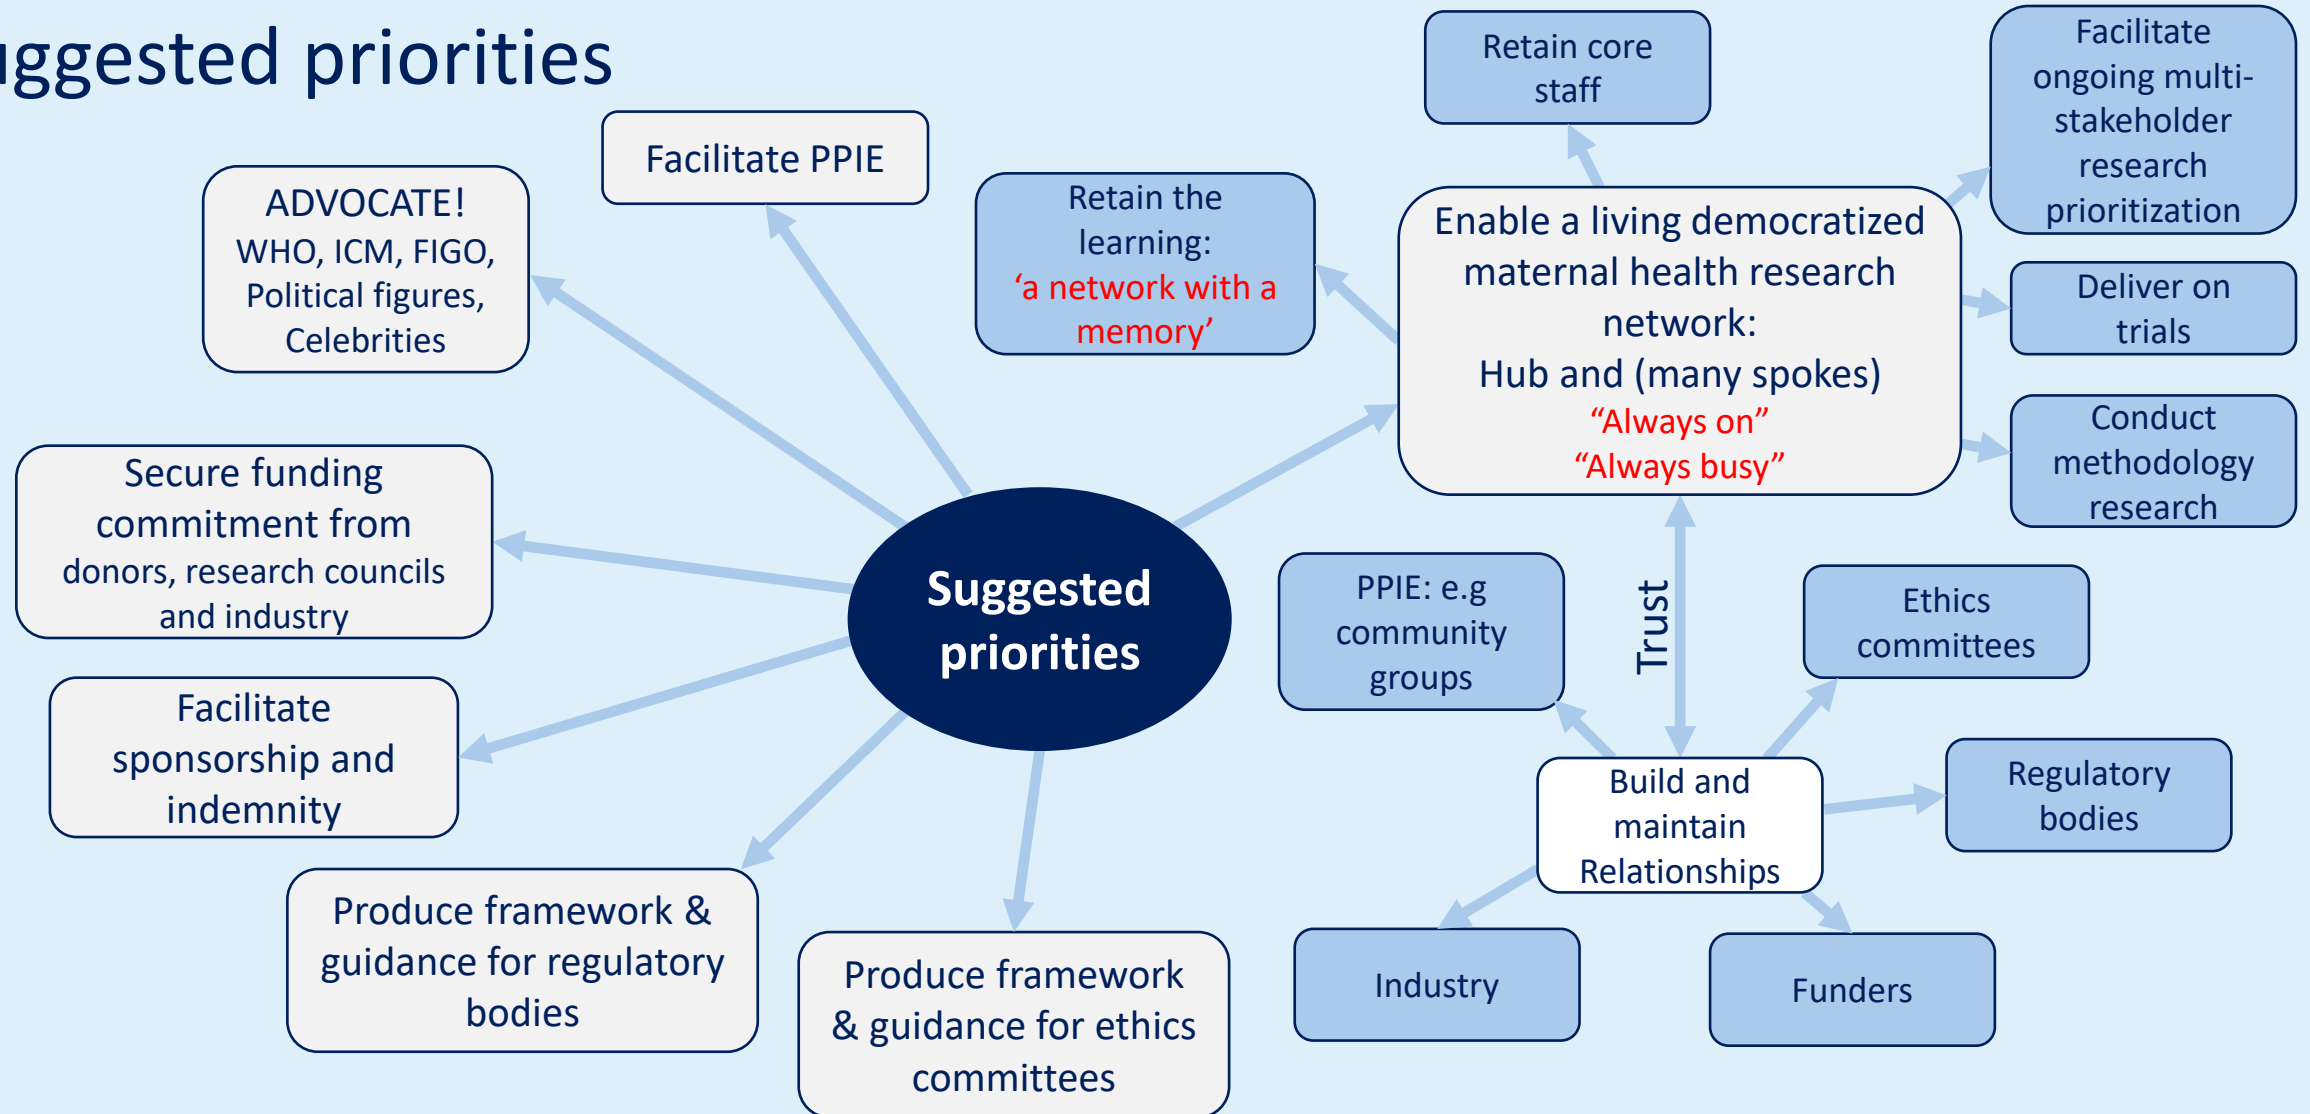 uggested priorities
Facilitate PPIE
ADVOCATE!
WHO, ICM, FIGO,
Political figures,
Celebrities
Secure funding
commitment from
donors, research councils
and industry
Facilitate
sponsorship and
indemnity
Produce framework &
guidance for regulatory
bodies
Produce framework
& guidance for ethics
committees
Suggested
priorities
Retain the
learning:
‘a network with a
memory’
Retain core
staff
Enable a living democratized
maternal health research
network:
Hub and (many spokes)
“Always on”
“Always busy”
Facilitate
ongoing multi-
stakeholder
research
prioritization
Deliver on
trials
Conduct
methodology
research
Trust
PPIE: e.g
community
groups
Ethics
committees
Build and
maintain
Relationships
Regulatory
bodies
Industry
Funders